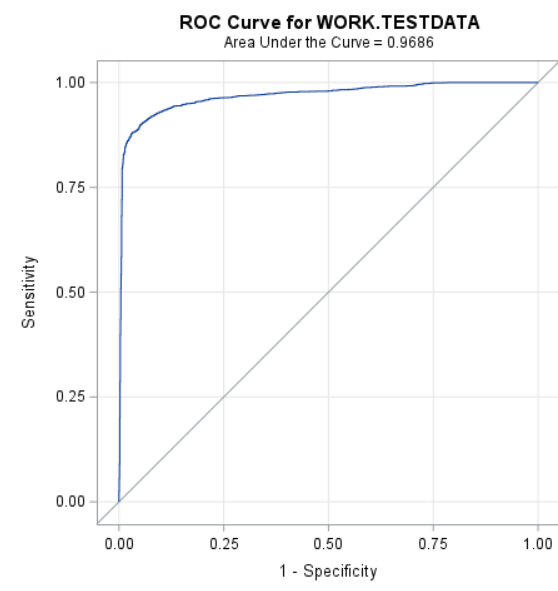 ROC Curve for WORK.TESTDATA
Area Under the Curve = 0.9686
1.00
0.75
0.50
0.25
0.00
Sensitivity
0.00 0.25 0.50 0.75 1.00
1 - Specificity